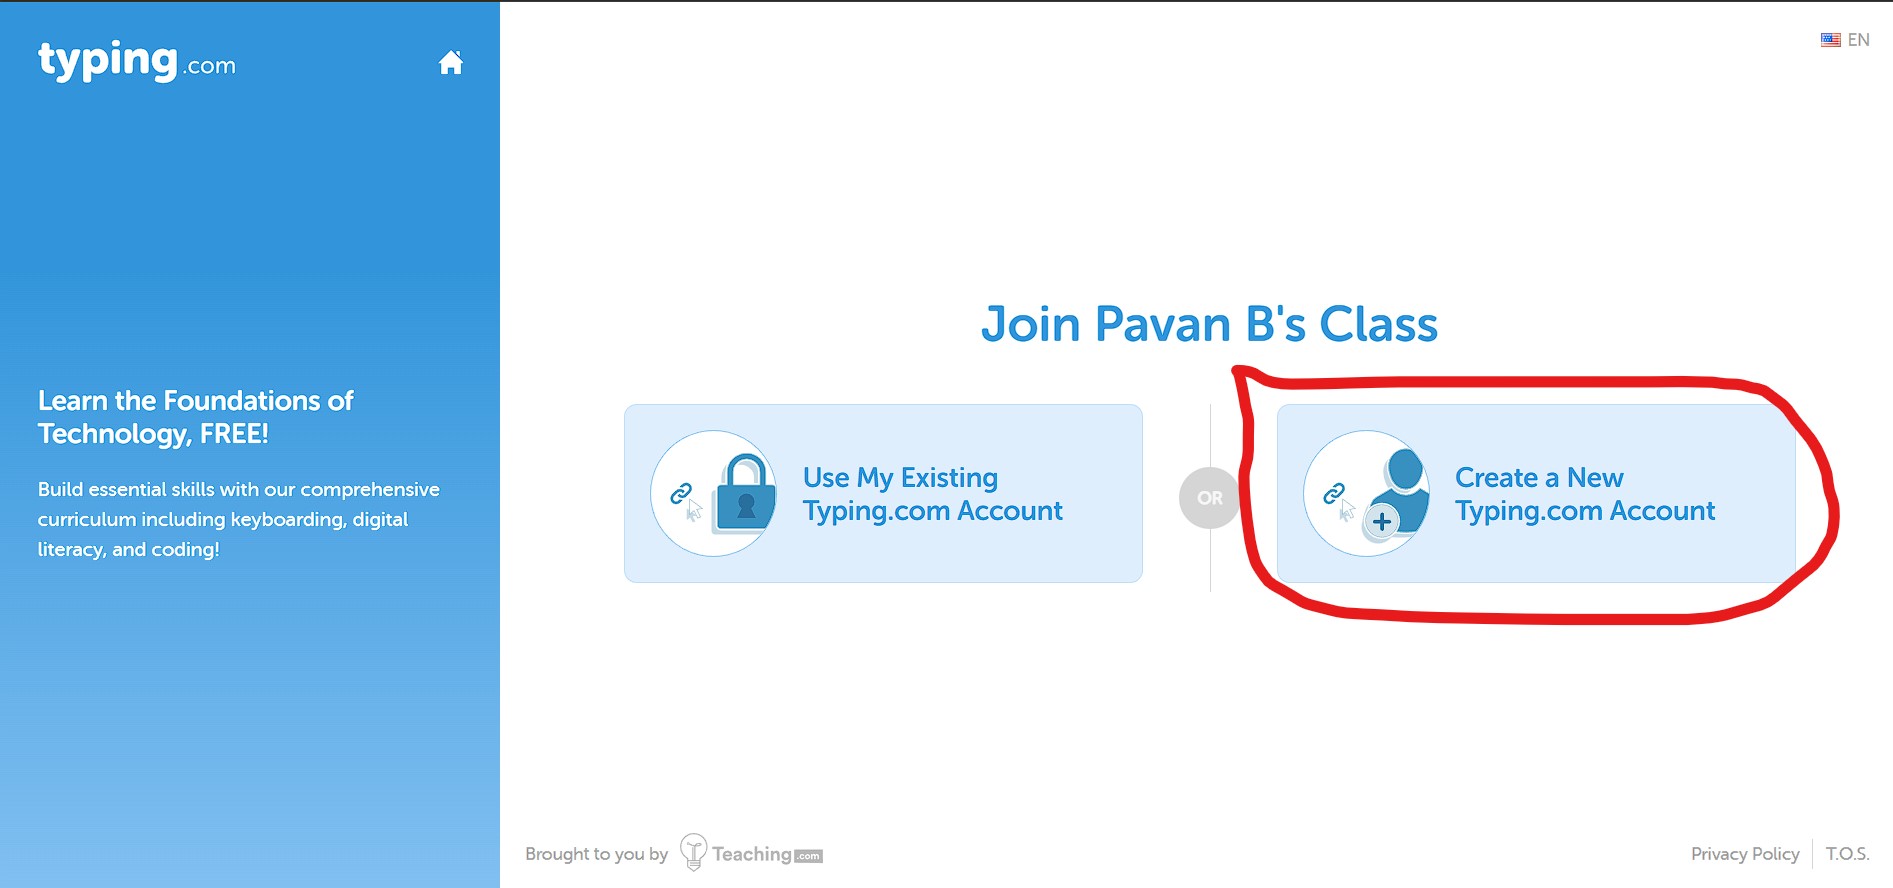 typing.com
EN
Learn the Foundations of
Technology, FREE!
Build essential skills with our comprehensive
curriculum including keyboarding, digital
literacy, and coding!
Join Pavan B's Class
Use My Existing
Typing.com Account
OR
Create a New
Typing.com Account
Brought to you by Teaching.com
Privacy Policy
T.O.S.